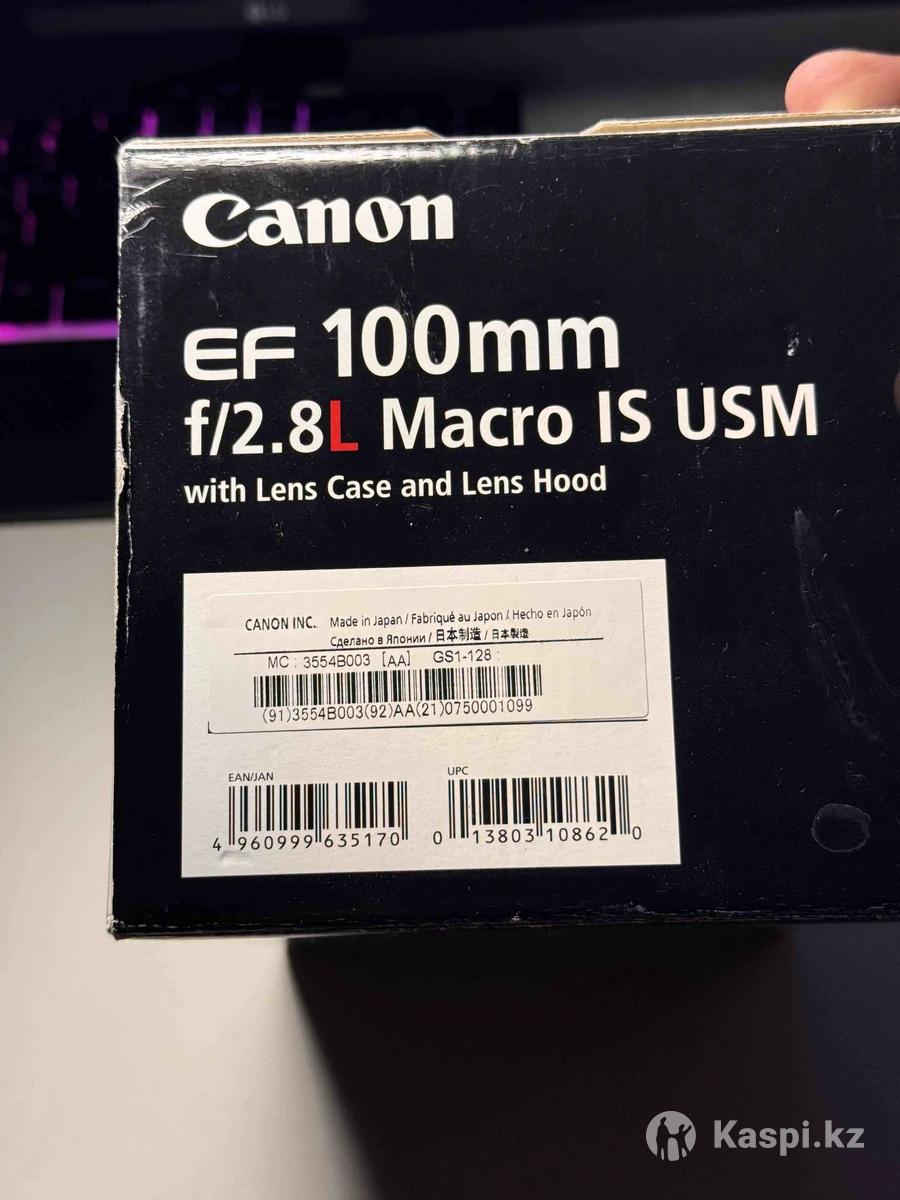 Canon
EF 100mm
f/2.8L Macro IS USM
with Lens Case and Lens Hood
CANON INC. Made in Japan / Fabriqué au Japon / Hecho en Japón
Сделано в Японии / 日本制造 / 日本製造
MC : 3554B003 [AA] GS1-128 :
(91)3554B003(92)AA(21)0750001099
EAN/JAN
4 960999 635170
UPC
0 13803 10862 0
Kaspi.kz